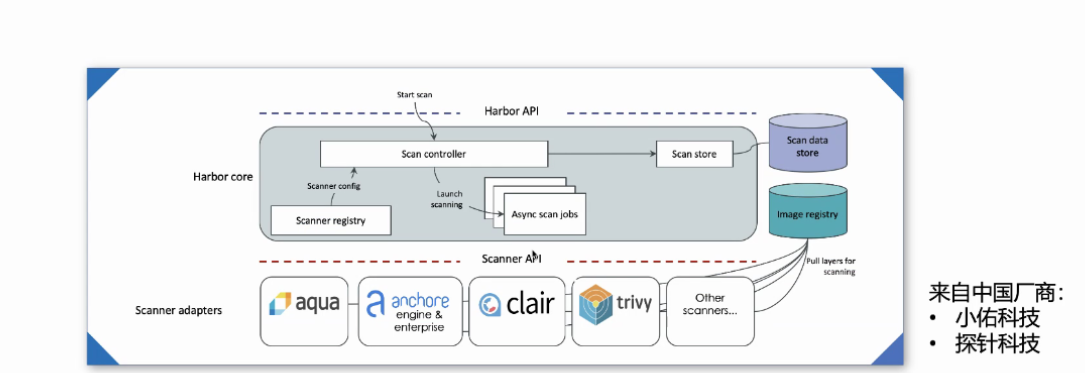 Start scan
Harbor API
Scan controller
Scan store
Scan data
store
Harbor core
Scanner config
Launch
scanning
Scanner registry
Async scan jobs
Image registry
Scanner API
Pull layers for
scanning
Scanner adapters
aqua
anchore
engine &
enterprise
clair
trivy
Other
scanners...
来自中国厂商：
• 小佑科技
• 探针科技